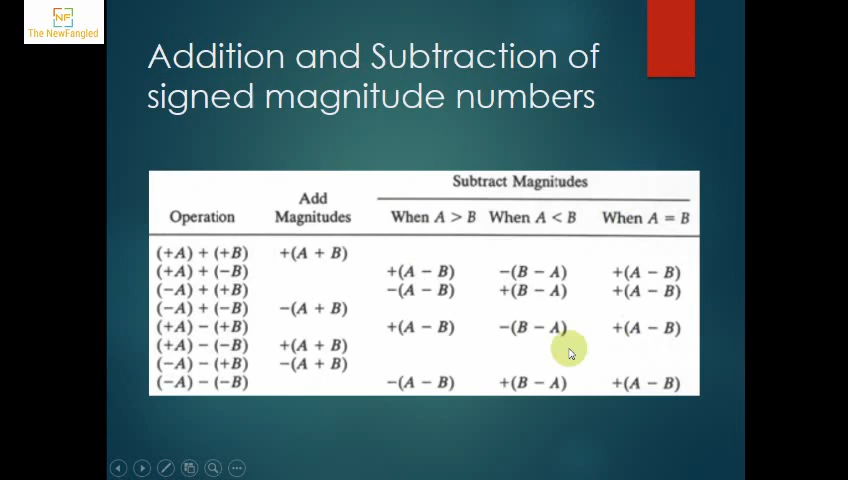 NF
The NewFangled
Addition and Subtraction of
signed magnitude numbers
Subtract Magnitudes
Add
Operation Magnitudes When A > B When A < B When A = B
(+A) + (+B) +(A + B)
(+A) + (−B) +(A − B) −(B − A) +(A − B)
(−A) + (+B) −(A − B) +(B − A) +(A − B)
(−A) + (−B) −(A + B)
(+A) − (+B) +(A − B) −(B − A) +(A − B)
(+A) − (−B) +(A + B)
(−A) − (+B) −(A + B)
(−A) − (−B) −(A − B) +(B − A) +(A − B)